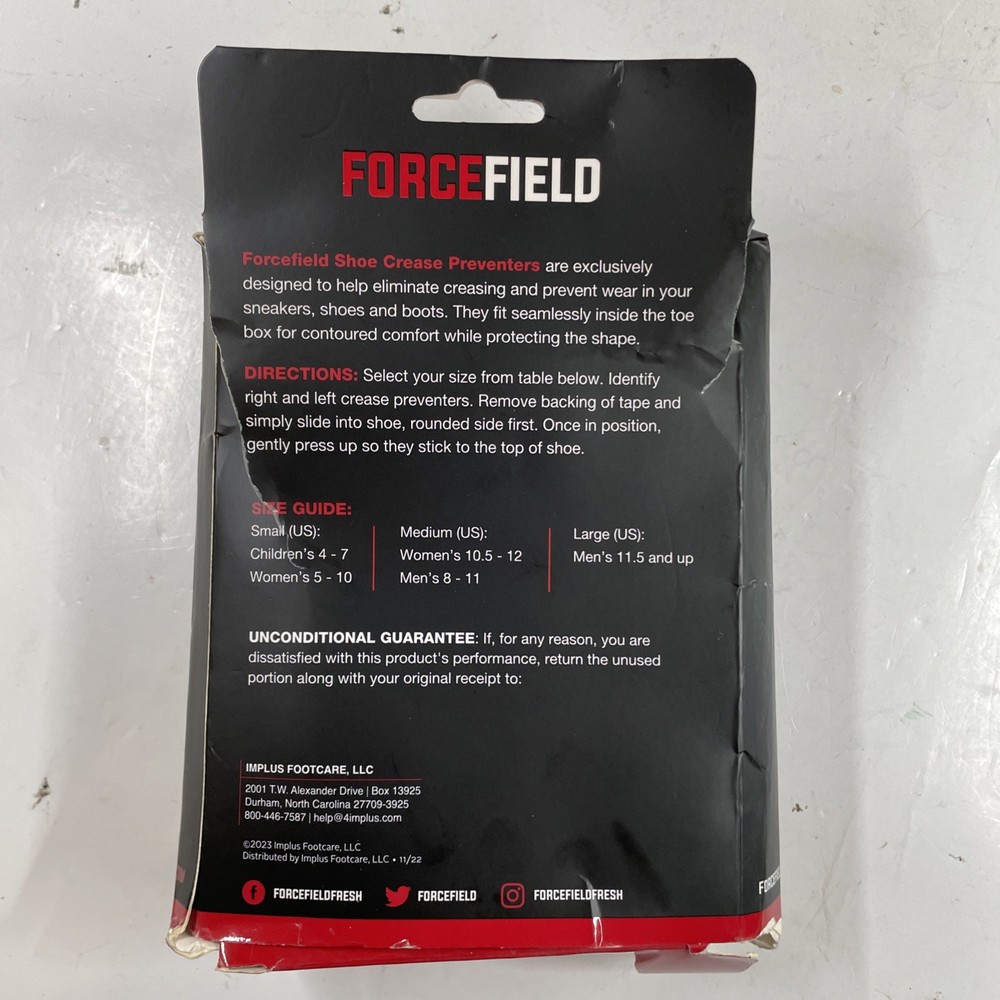 FORCEFIELD
Forcefield Shoe Crease Preventers are exclusively
designed to help eliminate creasing and prevent wear in your
sneakers, shoes and boots. They fit seamlessly inside the toe
box for contoured comfort while protecting the shape.
DIRECTIONS: Select your size from table below. Identify
right and left crease preventers. Remove backing of tape and
simply slide into shoe, rounded side first. Once in position,
gently press up so they stick to the top of shoe.
SIZE GUIDE:
Small (US):
Children's 4 - 7
Women's 5 - 10
Medium (US):
Women's 10.5 - 12
Men's 8 - 11
Large (US):
Men's 11.5 and up
UNCONDITIONAL GUARANTEE: If, for any reason, you are
dissatisfied with this product's performance, return the unused
portion along with your original receipt to:
IMPLUS FOOTCARE, LLC
2001 T.W. Alexander Drive | Box 13925
Durham, North Carolina 27709-3925
800-446-7587 | help@4implus.com
©2023 Implus Footcare, LLC
Distributed by Implus Footcare, LLC • 11/22
FORCEFIELDFRESH FORCEFIELD FORCEFIELDFRESH